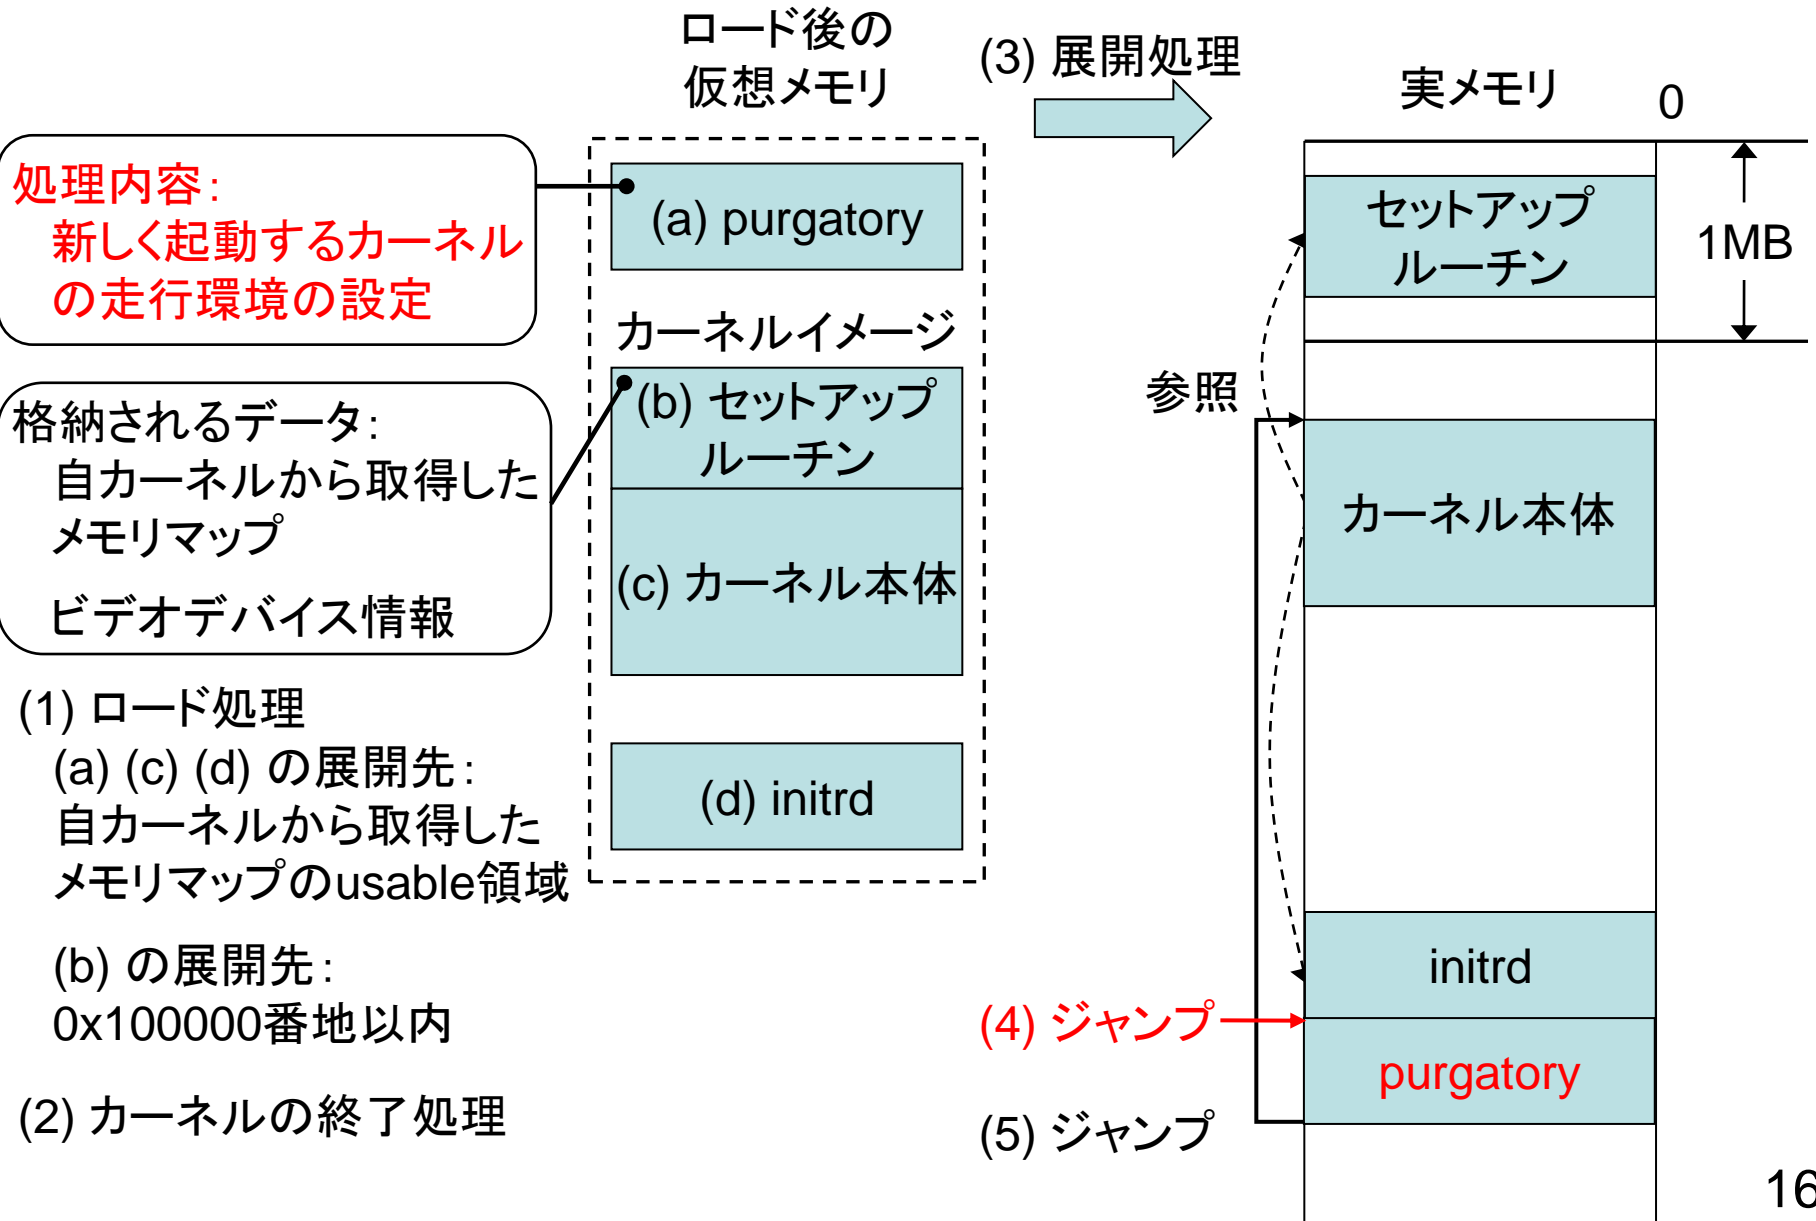 ロード後の
仮想メモリ
(3) 展開処理
実メモリ
0
処理内容:
新しく起動するカーネル
の走行環境の設定
(a) purgatory
セットアップ
ルーチン
1MB
カーネルイメージ
参照
格納されるデータ:
自カーネルから取得した
メモリマップ
ビデオデバイス情報
(b) セットアップ
ルーチン
(c) カーネル本体
カーネル本体
(1) ロード処理
(a) (c) (d) の展開先:
自カーネルから取得した
メモリマップのusable領域
(d) initrd
(b) の展開先:
0x100000番地以内
initrd
(4) ジャンプ
purgatory
(2) カーネルの終了処理
(5) ジャンプ
16